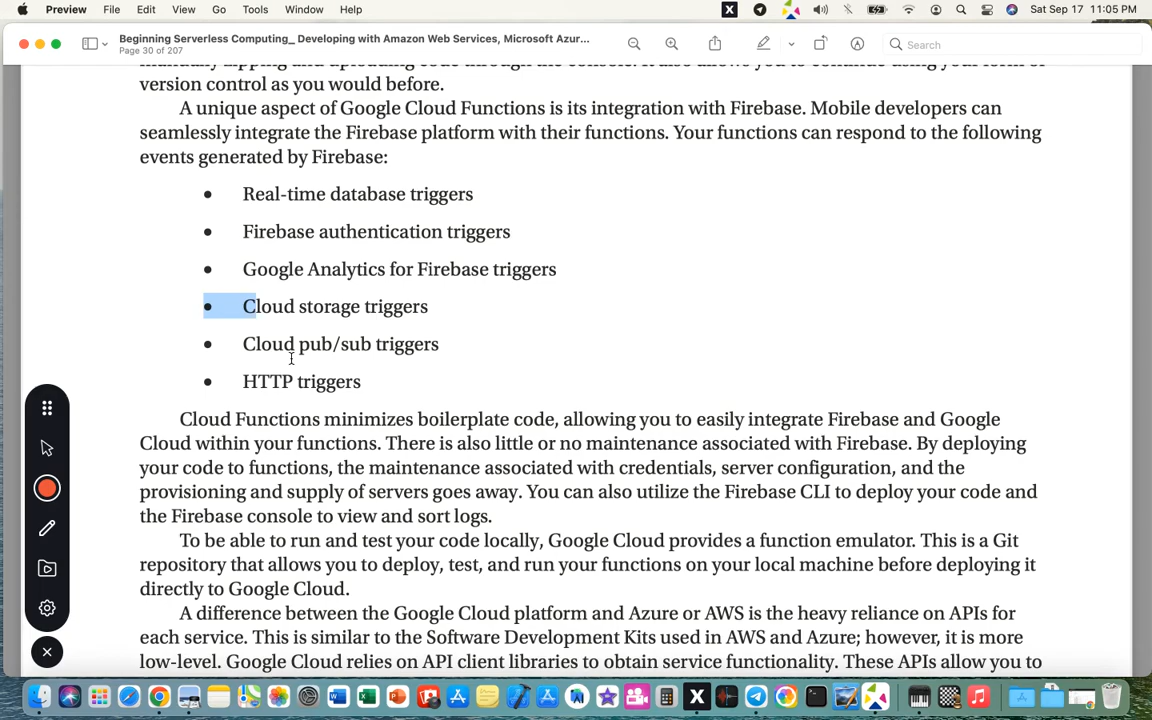 Preview File Edit View Go Tools Window Help Sat Sep 17 11:05 PM
Beginning Serverless Computing_ Developing with Amazon Web Services, Microsoft Azur...
Page 30 of 207
Search
version control as you would before.
A unique aspect of Google Cloud Functions is its integration with Firebase. Mobile developers can
seamlessly integrate the Firebase platform with their functions. Your functions can respond to the following
events generated by Firebase:
• Real-time database triggers
• Firebase authentication triggers
• Google Analytics for Firebase triggers
• Cloud storage triggers
• Cloud pub/sub triggers
• HTTP triggers
Cloud Functions minimizes boilerplate code, allowing you to easily integrate Firebase and Google
Cloud within your functions. There is also little or no maintenance associated with Firebase. By deploying
your code to functions, the maintenance associated with credentials, server configuration, and the
provisioning and supply of servers goes away. You can also utilize the Firebase CLI to deploy your code and
the Firebase console to view and sort logs.
To be able to run and test your code locally, Google Cloud provides a function emulator. This is a Git
repository that allows you to deploy, test, and run your functions on your local machine before deploying it
directly to Google Cloud.
A difference between the Google Cloud platform and Azure or AWS is the heavy reliance on APIs for
each service. This is similar to the Software Development Kits used in AWS and Azure; however, it is more
low-level. Google Cloud relies on API client libraries to obtain service functionality. These APIs allow you to